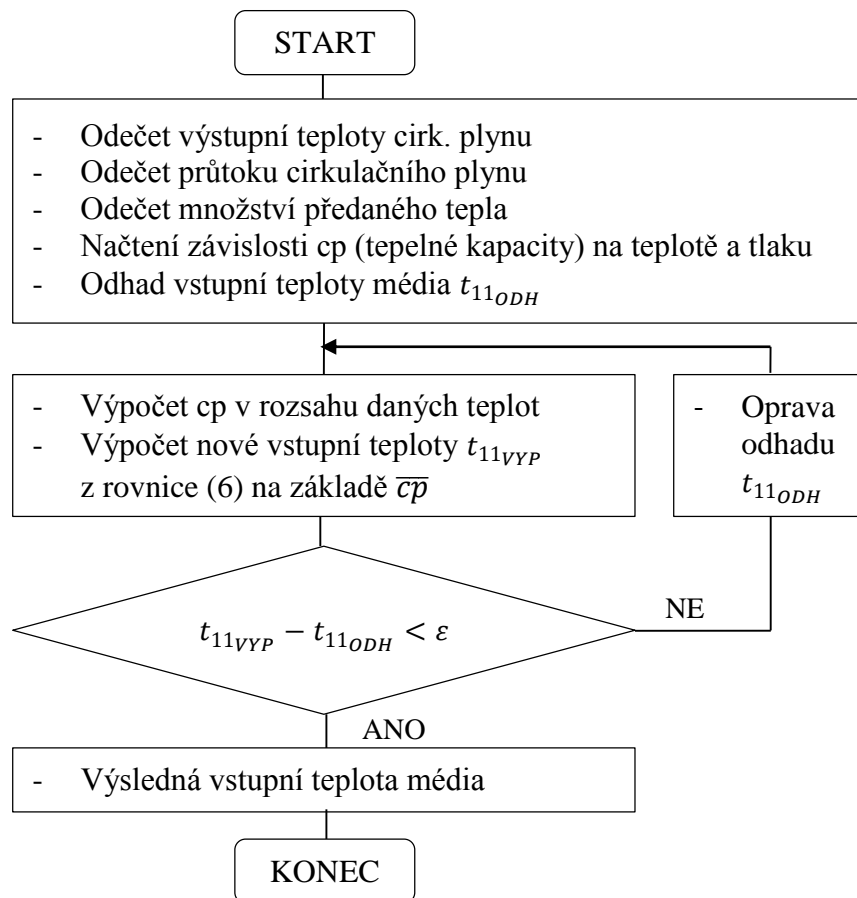 START
- Odečet výstupní teploty cirk. plynu
- Odečet průtoku cirkulačního plynu
- Odečet množství předaného tepla
- Načtení závislosti cp (tepelné kapacity) na teplotě a tlaku
- Odhad vstupní teploty média t₁₁ODH
- Výpočet cp v rozsahu daných teplot
- Výpočet nové vstupní teploty t₁₁VYP
z rovnice (6) na základě c̅p̅
- Oprava
odhadu
t₁₁ODH
t₁₁VYP − t₁₁ODH < ε
NE
ANO
- Výsledná vstupní teplota média
KONEC